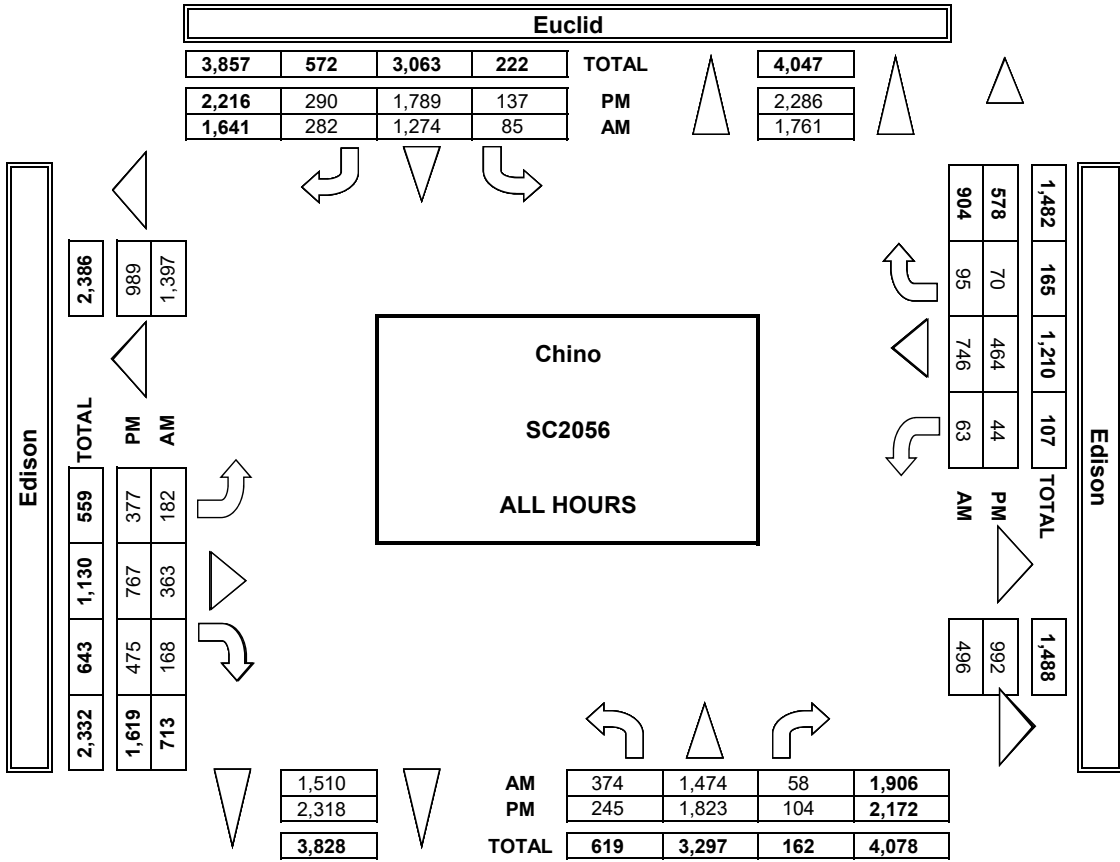 Euclid
3,857 572 3,063 222 TOTAL 4,047
2,216 290 1,789 137 PM 2,286
1,641 282 1,274 85 AM 1,761
Edison
2,386
989
1,397
TOTAL
PM
AM
559 1,130 643 2,332
377 767 475 1,619
182 363 168 713
Chino
SC2056
ALL HOURS
1,482 165 1,210 107 TOTAL
578 70 464 44 PM
904 95 746 63 AM
1,488
992
496
Edison
1,510 AM 374 1,474 58 1,906
2,318 PM 245 1,823 104 2,172
3,828 TOTAL 619 3,297 162 4,078